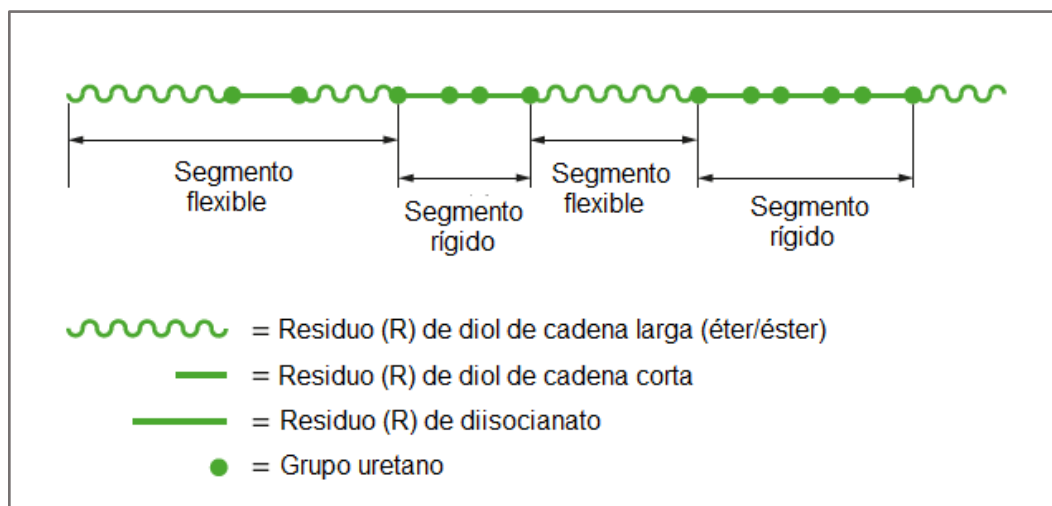 Segmento
flexible
Segmento
rígido
Segmento
flexible
Segmento
rígido
= Residuo (R) de diol de cadena larga (éter/éster)
= Residuo (R) de diol de cadena corta
= Residuo (R) de diisocianato
= Grupo uretano